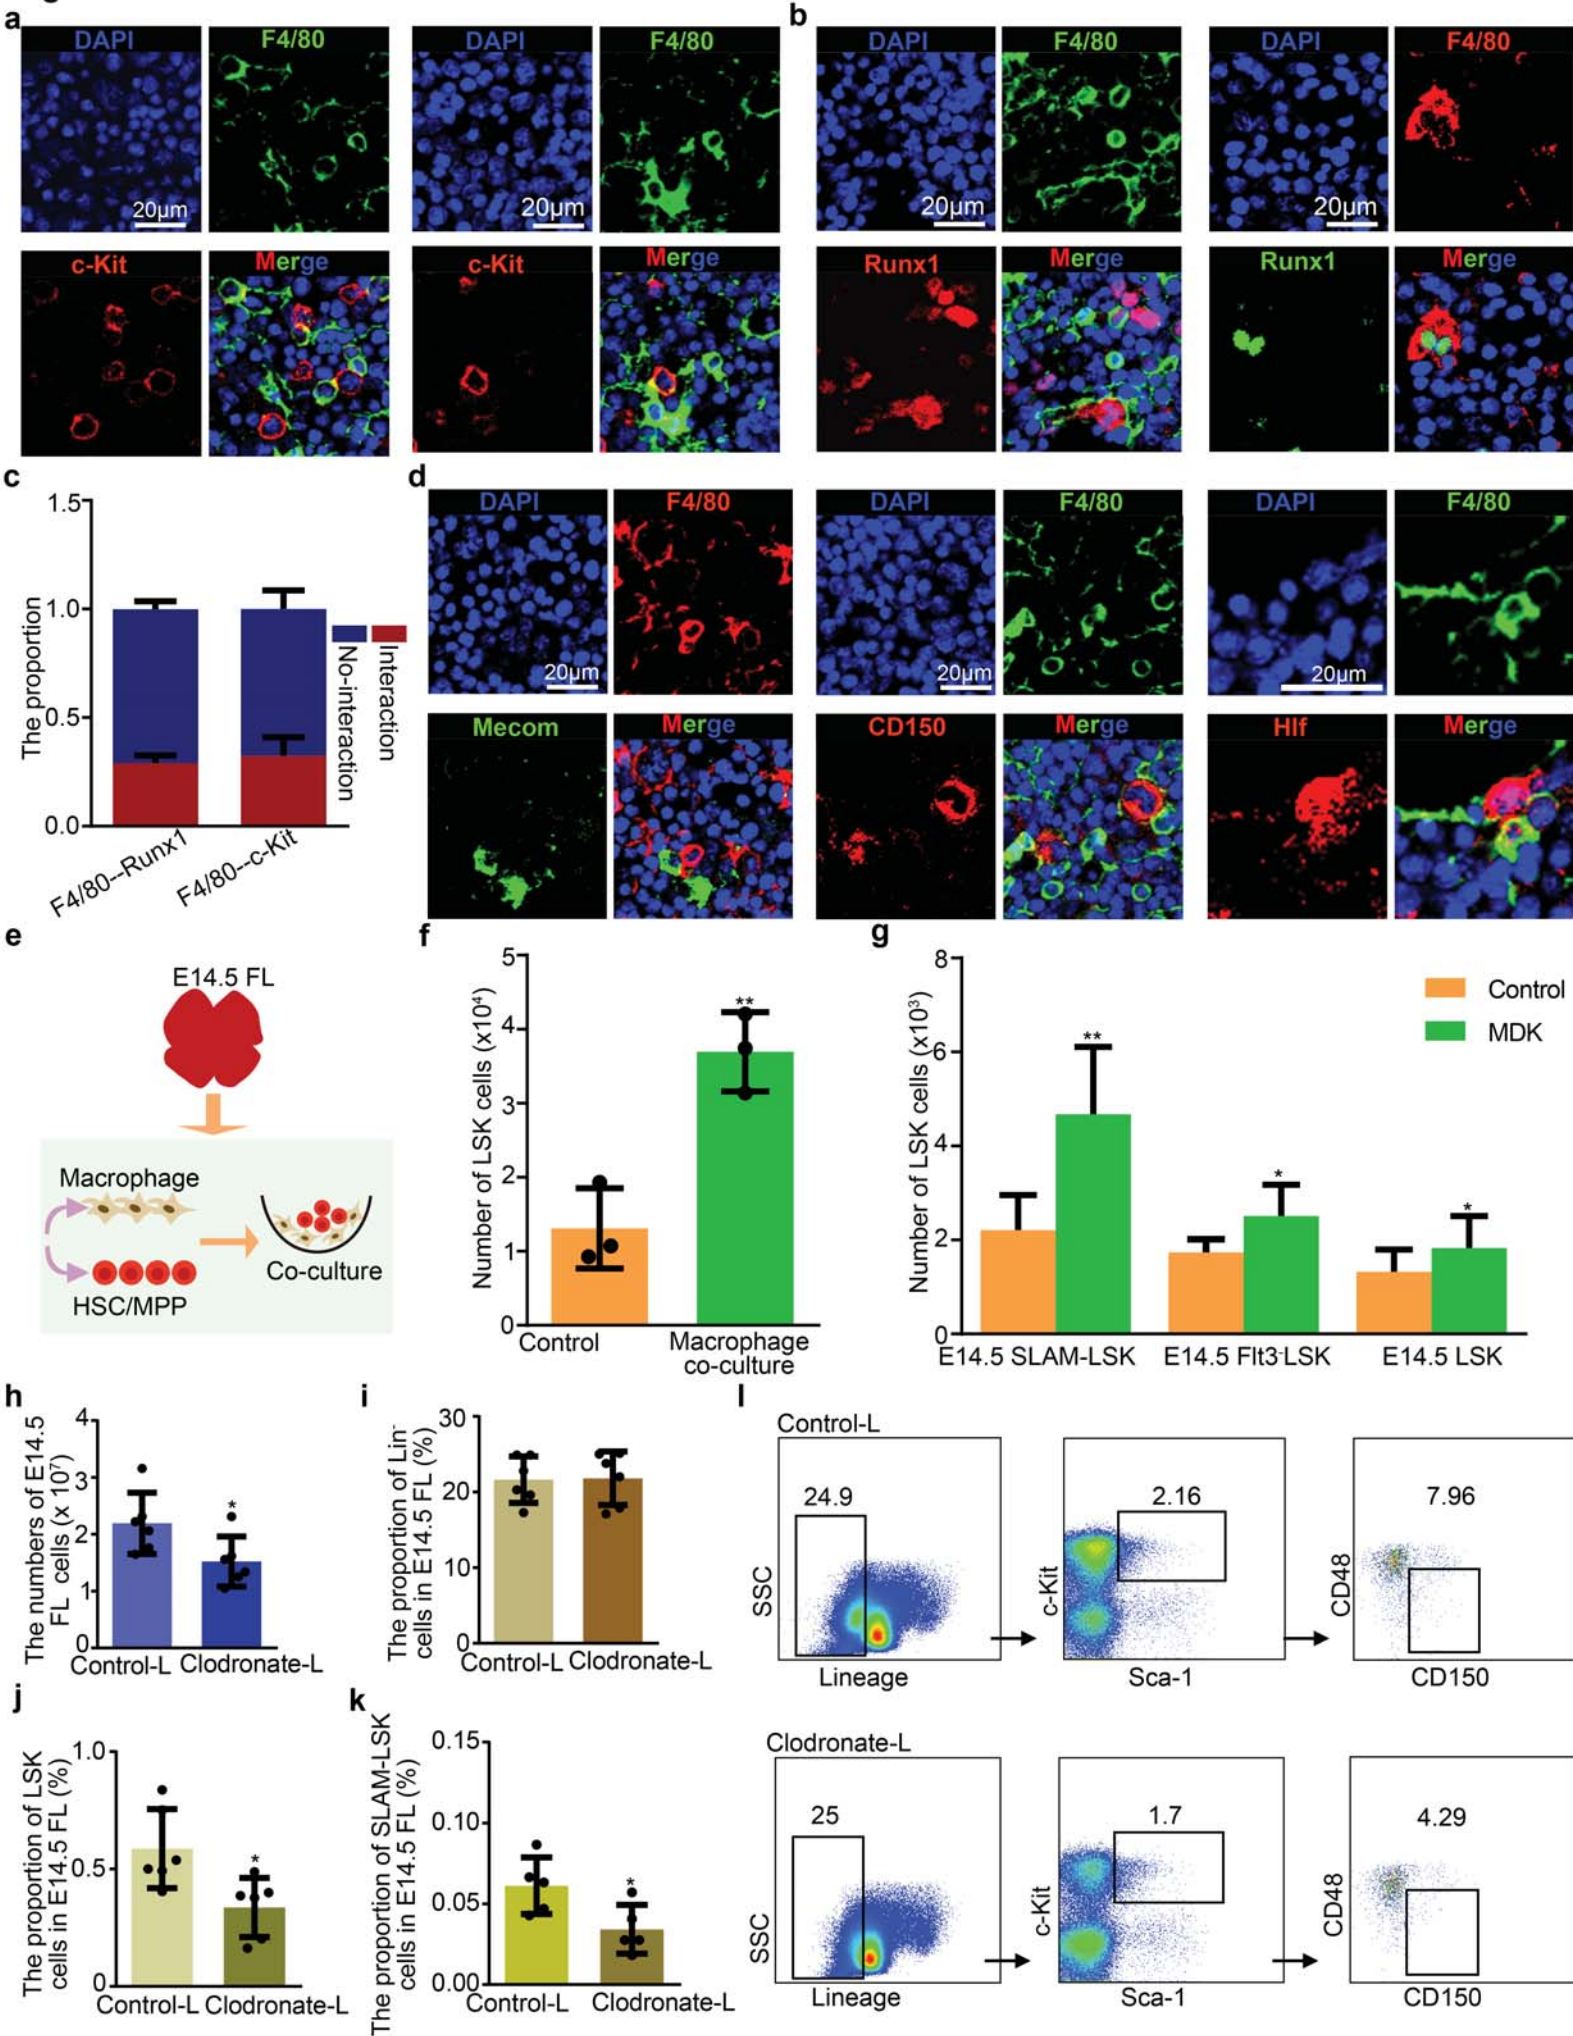 a
DAPI
F4/80
DAPI
F4/80
20µm
20µm
c-Kit
Merge
c-Kit
Merge
b
DAPI
F4/80
DAPI
F4/80
20µm
20µm
Runx1
Merge
Runx1
Merge
c
The proportion
1.5
1.0
0.5
0.0
F4/80--Runx1
F4/80--c-Kit
No-interaction
Interaction
d
DAPI
F4/80
DAPI
F4/80
DAPI
F4/80
20µm
20µm
20µm
Mecom
Merge
CD150
Merge
Hlf
Merge
e
E14.5 FL
Macrophage
HSC/MPP
Co-culture
f
Number of LSK cells (x10⁴)
5
4
3
2
1
0
**
Control
Macrophage
co-culture
g
Number of LSK cells (x10³)
8
6
4
2
0
**
*
*
Control
MDK
E14.5 SLAM-LSK
E14.5 Flt3⁻LSK
E14.5 LSK
h
The numbers of E14.5
FL cells (x 10⁷)
4
3
2
1
0
*
Control-L
Clodronate-L
i
The proportion of Lin⁻
cells in E14.5 FL (%)
30
20
10
0
Control-L
Clodronate-L
j
The proportion of LSK
cells in E14.5 FL (%)
1.0
0.5
0
*
Control-L
Clodronate-L
k
The proportion of SLAM-LSK
cells in E14.5 FL (%)
0.15
0.10
0.05
0.00
*
Control-L
Clodronate-L
l
Control-L
24.9
SSC
Lineage
2.16
c-Kit
Sca-1
7.96
CD48
CD150
Clodronate-L
25
SSC
Lineage
1.7
c-Kit
Sca-1
4.29
CD48
CD150